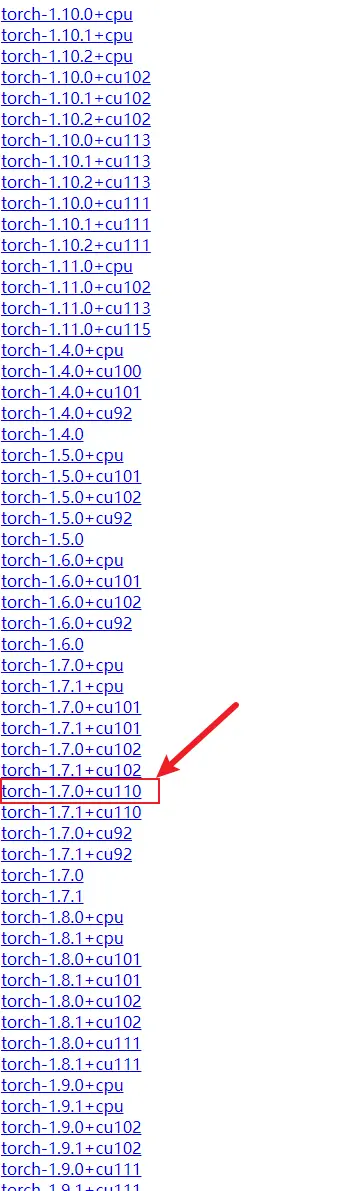 torch-1.10.0+cpu
torch-1.10.1+cpu
torch-1.10.2+cpu
torch-1.10.0+cu102
torch-1.10.1+cu102
torch-1.10.2+cu102
torch-1.10.0+cu113
torch-1.10.1+cu113
torch-1.10.2+cu113
torch-1.10.0+cu111
torch-1.10.1+cu111
torch-1.10.2+cu111
torch-1.11.0+cpu
torch-1.11.0+cu102
torch-1.11.0+cu113
torch-1.11.0+cu115
torch-1.4.0+cpu
torch-1.4.0+cu100
torch-1.4.0+cu101
torch-1.4.0+cu92
torch-1.4.0
torch-1.5.0+cpu
torch-1.5.0+cu101
torch-1.5.0+cu102
torch-1.5.0+cu92
torch-1.5.0
torch-1.6.0+cpu
torch-1.6.0+cu101
torch-1.6.0+cu102
torch-1.6.0+cu92
torch-1.6.0
torch-1.7.0+cpu
torch-1.7.1+cpu
torch-1.7.0+cu101
torch-1.7.1+cu101
torch-1.7.0+cu102
torch-1.7.1+cu102
torch-1.7.0+cu110
torch-1.7.1+cu110
torch-1.7.0+cu92
torch-1.7.1+cu92
torch-1.7.0
torch-1.7.1
torch-1.8.0+cpu
torch-1.8.1+cpu
torch-1.8.0+cu101
torch-1.8.1+cu101
torch-1.8.0+cu102
torch-1.8.1+cu102
torch-1.8.0+cu111
torch-1.8.1+cu111
torch-1.9.0+cpu
torch-1.9.1+cpu
torch-1.9.0+cu102
torch-1.9.1+cu102
torch-1.9.0+cu111
torch-1.9.1+cu111